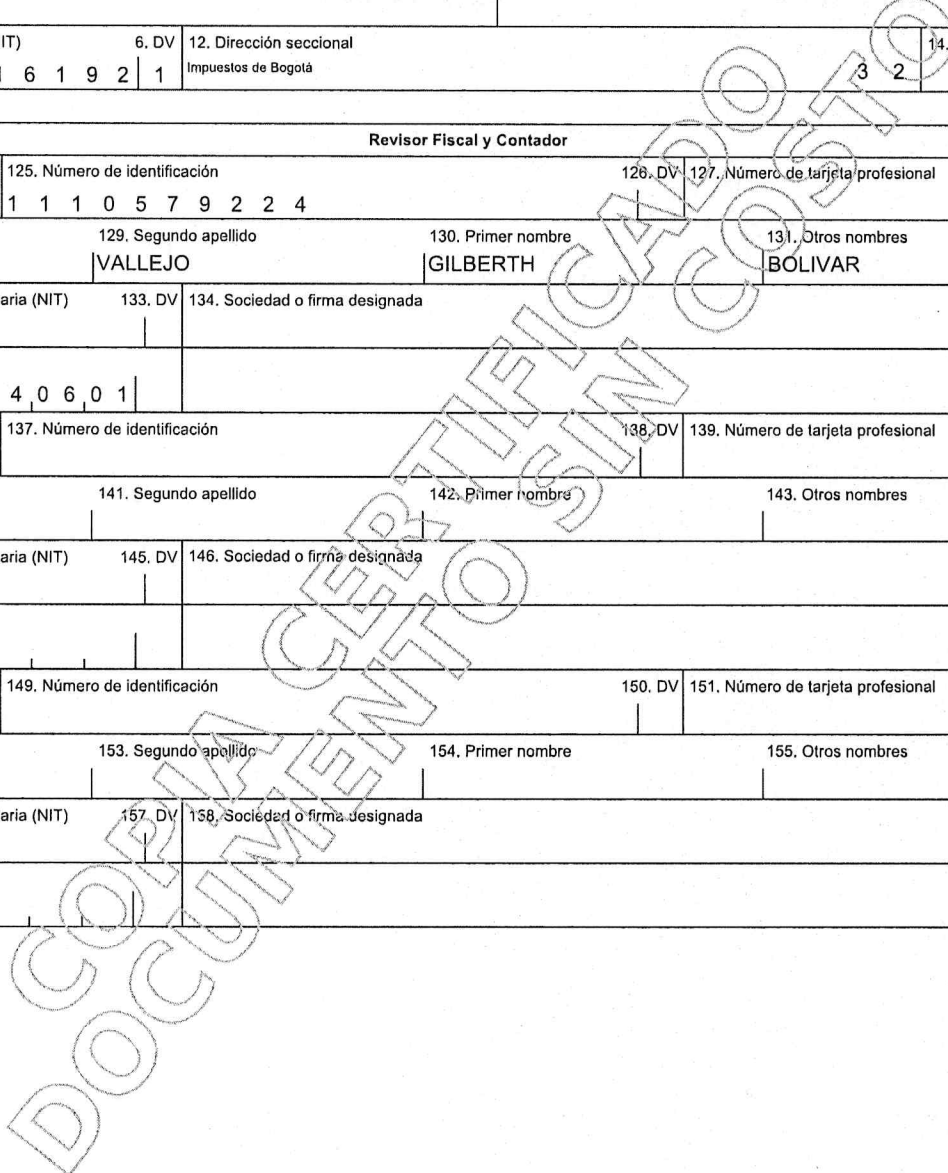 IT) 6. DV 12. Dirección seccional 14.
6 1 9 2 1 Impuestos de Bogotá 3 2
Revisor Fiscal y Contador
125. Número de identificación 126. DV 127. Número de tarjeta profesional
1 1 1 0 5 7 9 2 2 4
129. Segundo apellido 130. Primer nombre 131. Otros nombres
VALLEJO GILBERTH BOLIVAR
aria (NIT) 133. DV 134. Sociedad o firma designada
4 0 6 0 1
137. Número de identificación 138. DV 139. Número de tarjeta profesional
141. Segundo apellido 142. Primer nombre 143. Otros nombres
aria (NIT) 145. DV 146. Sociedad o firma designada
149. Número de identificación 150. DV 151. Número de tarjeta profesional
153. Segundo apellido 154. Primer nombre 155. Otros nombres
aria (NIT) 157. DV 158. Sociedad o firma designada
COPIA CERTIFICADO
DOCUMENTO SIN COSTO